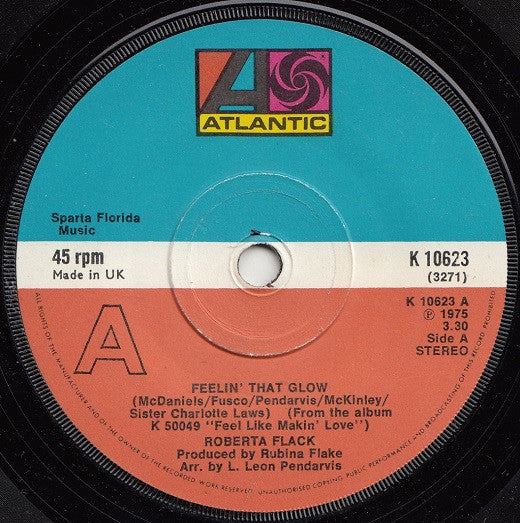 ATLANTIC
Sparta Florida
Music
45 rpm
Made in UK
K 10623
(3271)
K 10623 A
℗ 1975
3.30
Side A
STEREO
A
FEELIN' THAT GLOW
(McDaniels/Fusco/Pendarvis/McKinley/
Sister Charlotte Laws) (From the album
K 50049 "Feel Like Makin' Love")
ROBERTA FLACK
Produced by Rubina Flake
Arr. by L. Leon Pendarvis
ALL RIGHTS OF THE MANUFACTURER AND OF THE OWNER OF THE RECORDED WORK RESERVED. UNAUTHORISED COPYING, PUBLIC PERFORMANCE AND BROADCASTING OF THIS RECORD PROHIBITED.